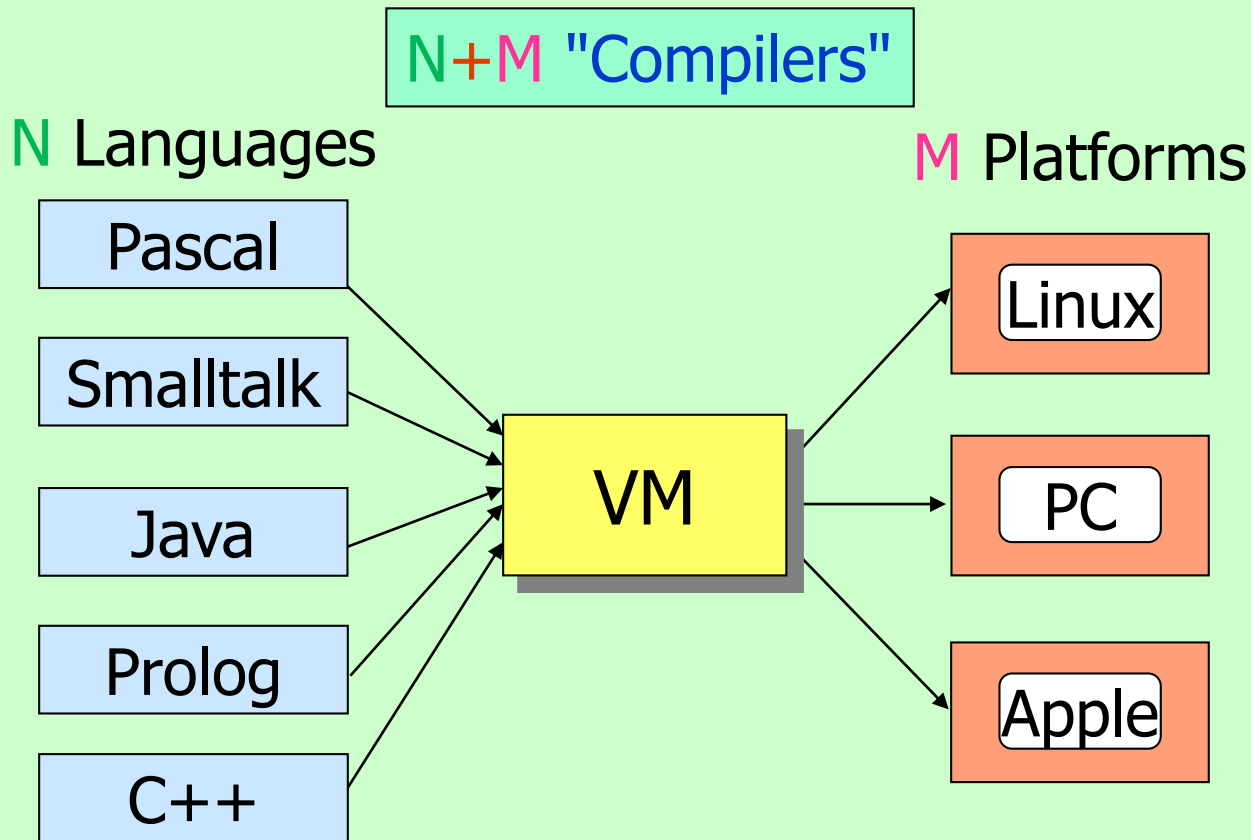 N+M "Compilers"
N Languages
M Platforms
Pascal
Smalltalk
Java
Prolog
C++
VM
Linux
PC
Apple